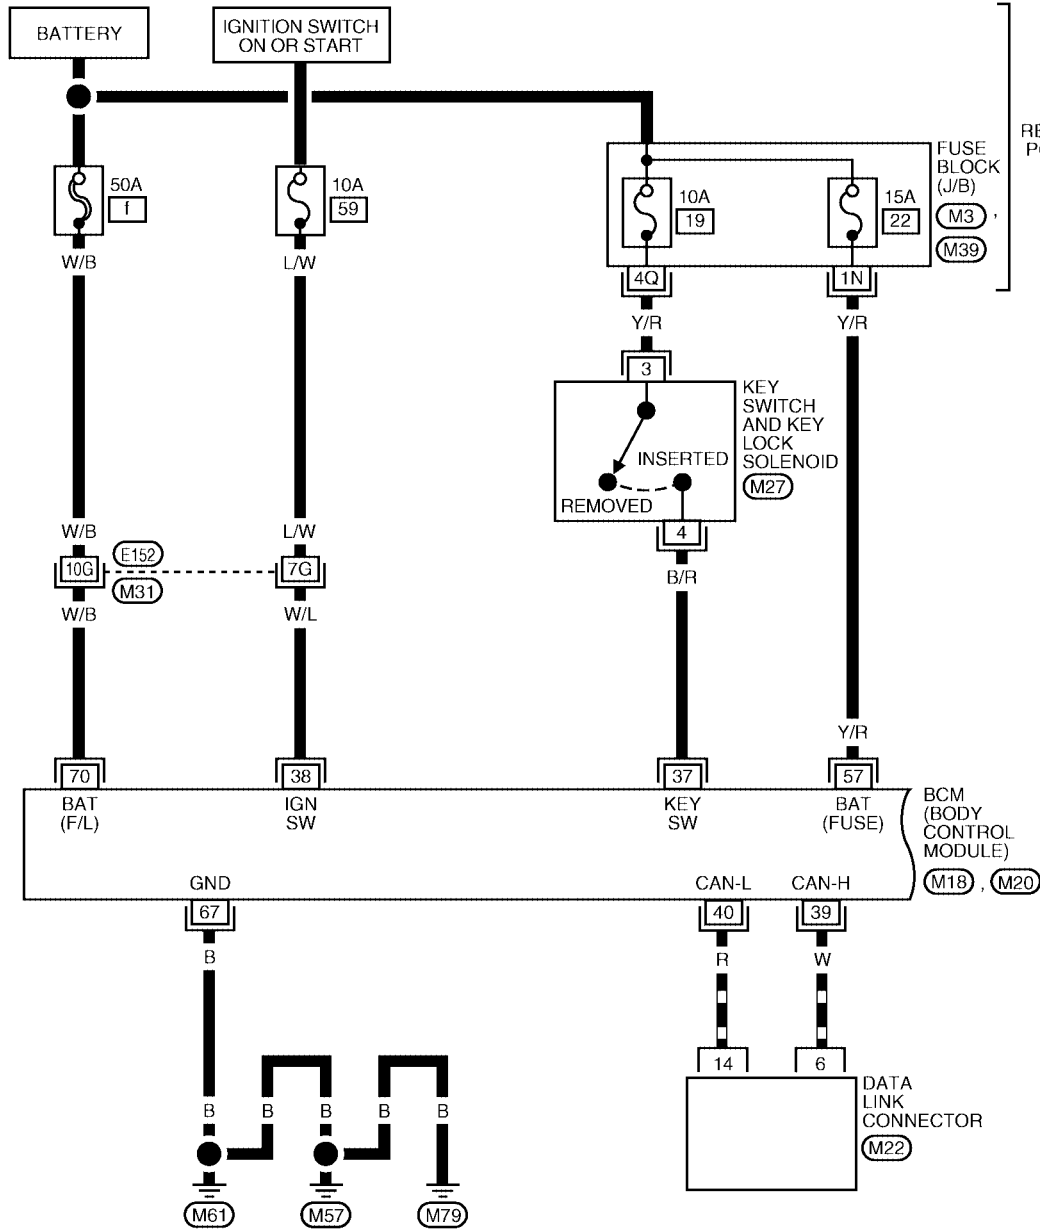 BATTERY
IGNITION SWITCH
ON OR START
50A
f
10A
59
10A
19
15A
22
FUSE
BLOCK
(J/B)
M3 ,
M39
W/B
L/W
4Q
1N
Y/R
Y/R
3
KEY
SWITCH
AND KEY
LOCK
SOLENOID
M27
INSERTED
REMOVED
4
W/B
L/W
10G
E152
M31
7G
B/R
W/B
W/L
Y/R
70
38
37
57
BAT
(F/L)
IGN
SW
KEY
SW
BAT
(FUSE)
BCM
(BODY
CONTROL
MODULE)
M18 , M20
GND
CAN-L
CAN-H
67
40
39
B
R
W
14
6
DATA
LINK
CONNECTOR
M22
B
B
B
B
B
M61
M57
M79